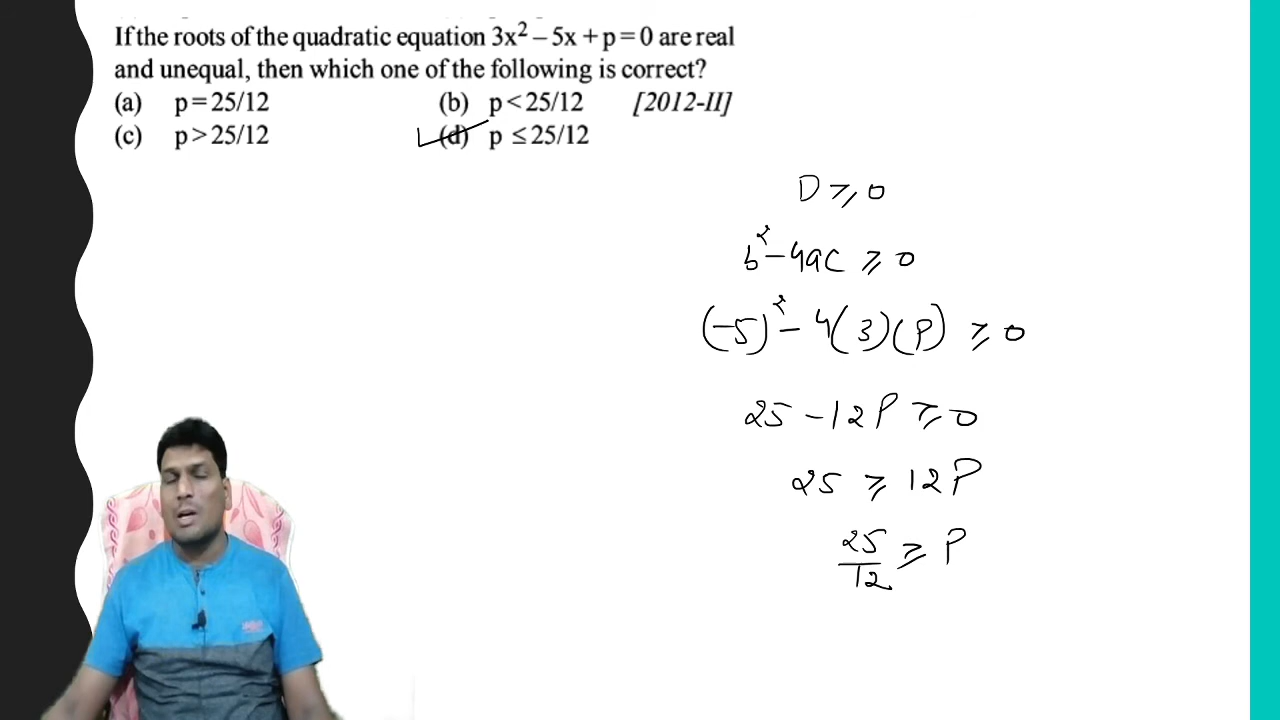 If the roots of the quadratic equation 3x² – 5x + p = 0 are real
and unequal, then which one of the following is correct?
(a) p = 25/12 (b) p < 25/12 [2012-II]
(c) p > 25/12 (d) p ≤ 25/12
D ≥ 0
b² - 4ac ≥ 0
(-5)² - 4(3)(P) ≥ 0
25 - 12P ≥ 0
25 ≥ 12P
25/12 ≥ P